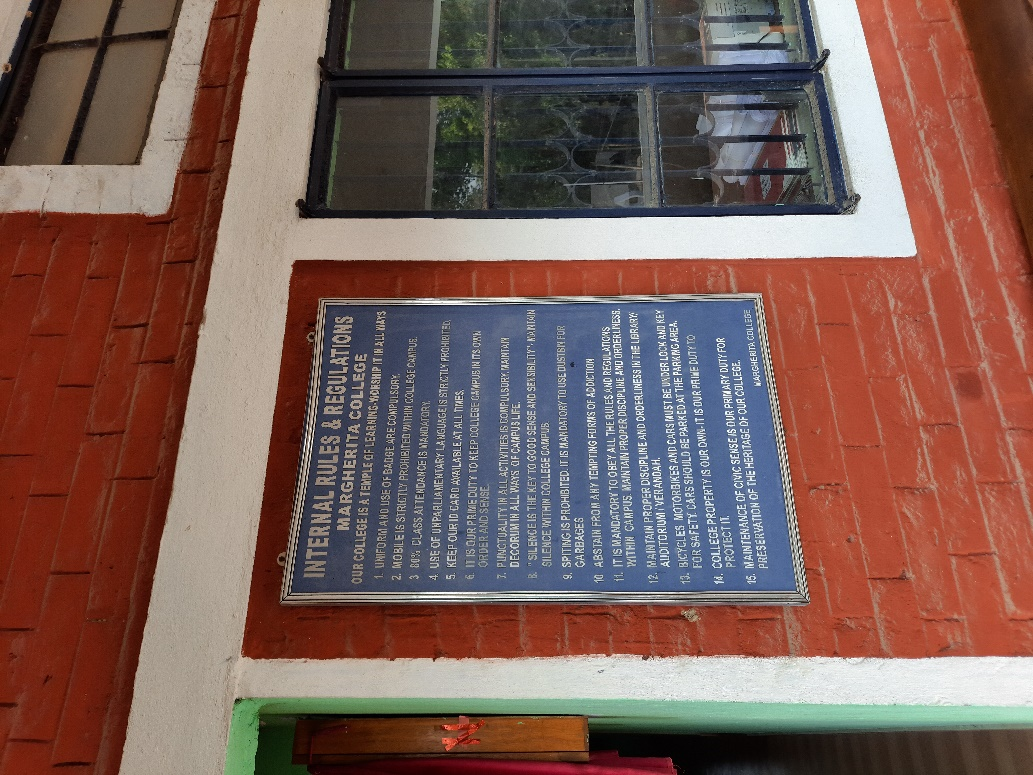 INTERNAL RULES & REGULATIONS
MARGHERITA COLLEGE
OUR COLLEGE IS A TEMPLE OF LEARNING-WORSHIP IT IN ALL WAYS
1. UNIFORM AND USE OF BADGE ARE COMPULSORY.
2. MOBILE IS STRICTLY PROHIBITED WITHIN COLLEGE CAMPUS.
3 80% CLASS ATTENDANCE IS MANDATORY.
4. USE OF UNPARLIAMENTARY LANGUAGE IS STRICTLY PROHIBITED.
5. KEEP OUR ID CARD AVAILABLE AT ALL TIMES.
6. IT IS OUR PRIME DUTY TO KEEP COLLEGE CAMPUS IN ITS OWN
ORDER AND SENSE.
7. PUNCTUALITY IN ALL ACTIVITIES IS COMPULSORY. MAINTAIN
DECORUM IN ALL WAYS OF CAMPUS LIFE.
8. "SILENCE IS THE KEY TO GOOD SENSE AND SENSIBILITY"- MAINTAIN
SILENCE WITHIN COLLEGE CAMPUS
9. SPITING IS PROHIBITED. IT IS MANDATORY TO USE DUSTBIN FOR
GARBAGES
10. ABSTAIN FROM ANY TEMPTING FORMS OF ADDICTION
11. IT IS MANDATORY TO OBEY ALL THE RULES AND REGULATIONS
WITHIN CAMPUS. MAINTAIN PROPER DISCIPLINE AND ORDERLINESS.
12. MAINTAIN PROPER DISCIPLINE AND ORDERLINESS IN THE LIBRARY/
AUDITORIUM / VERANDAH.
13. BICYCLES, MOTORBIKES AND CARS MUST BE UNDER LOCK AND KEY
FOR SAFETY. CARS SHOULD BE PARKED AT THE PARKING AREA.
14. COLLEGE PROPERTY IS OUR OWN- IT IS OUR PRIME DUTY TO
PROTECT IT.
15. MAINTENANCE OF CIVIC SENSE IS OUR PRIMARY DUTY FOR
PRESERVATION OF THE HERITAGE OF OUR COLLEGE.
MARGHERITA COLLEGE